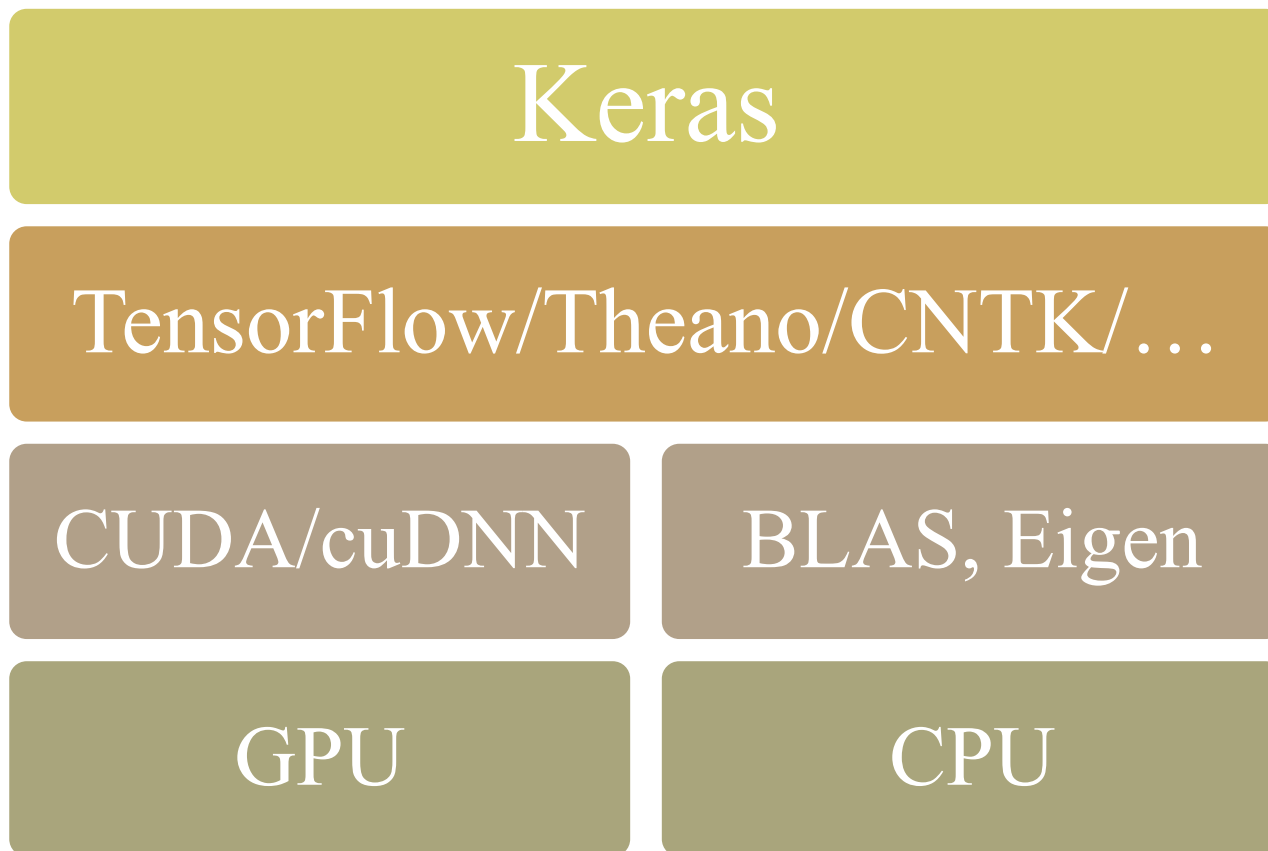 Keras
TensorFlow/Theano/CNTK/…
CUDA/cuDNN
BLAS, Eigen
GPU
CPU